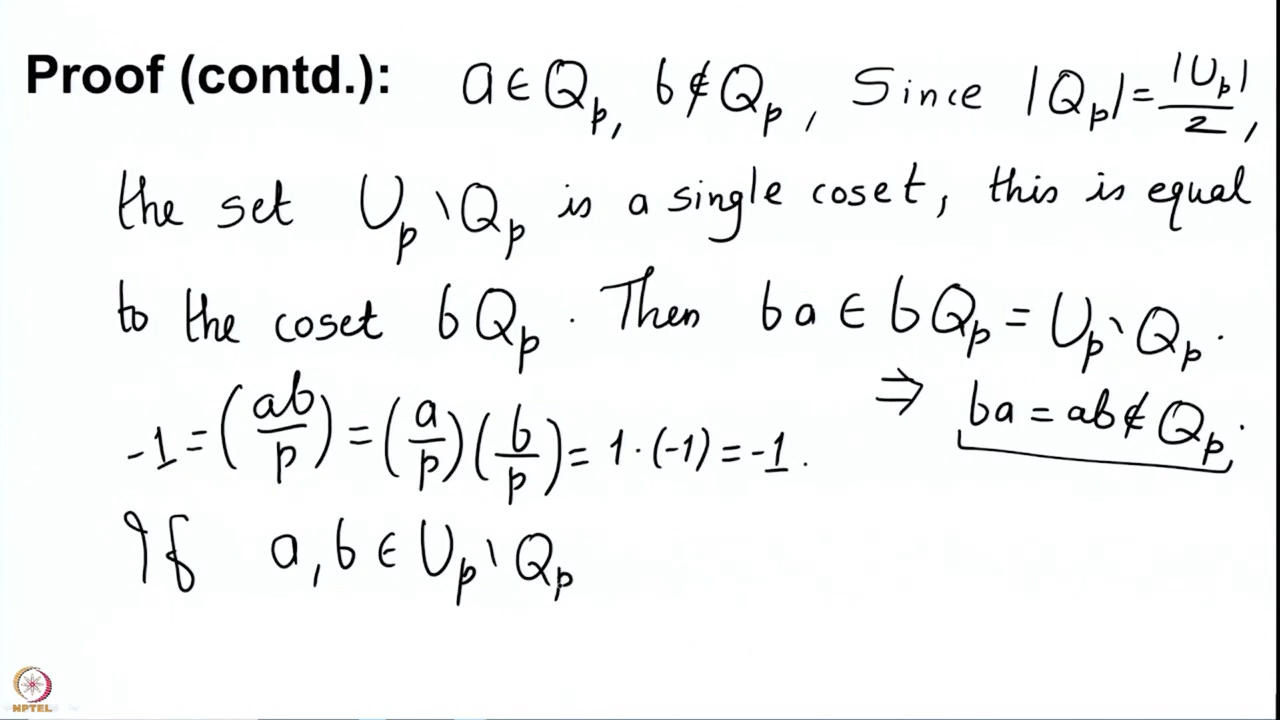 Proof (contd.): a ∈ Q_p, b ∉ Q_p, Since |Q_p| = |U_p|/2,
the set U_p \ Q_p is a single coset, this is equal
to the coset bQ_p. Then ba ∈ bQ_p = U_p \ Q_p.
⇒ ba = ab ∉ Q_p.
-1 = (ab/p) = (a/p)(b/p) = 1·(-1) = -1.
If a, b ∈ U_p \ Q_p
NPTEL